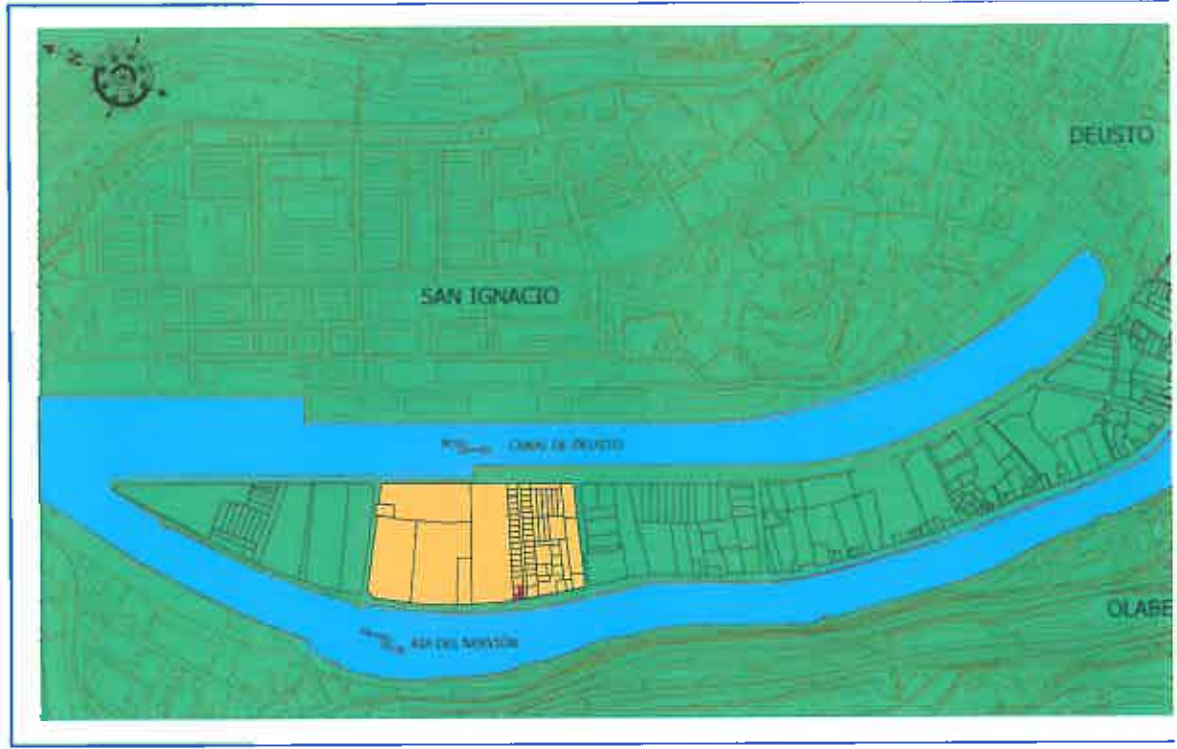 N
DEUSTO
SAN IGNACIO
CANAL DE DEUSTO
OLABE
RIA DEL NERVION